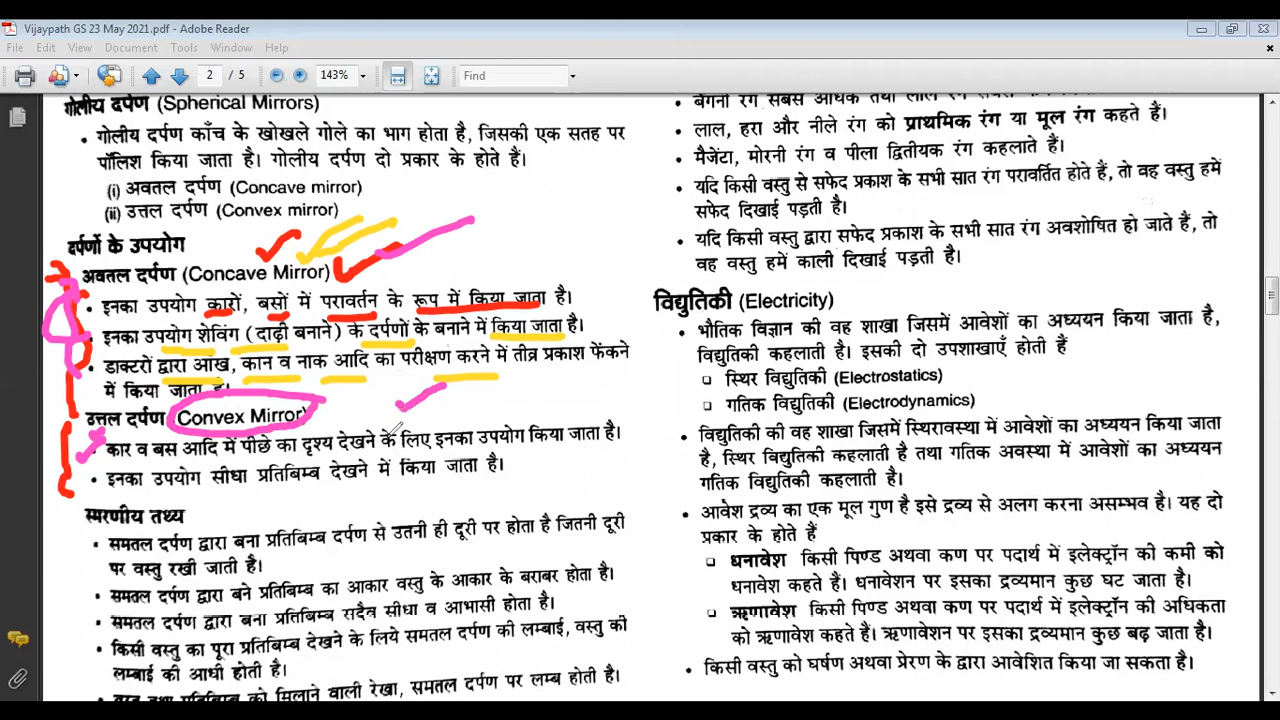 Vijaypath GS 23 May 2021.pdf - Adobe Reader
File Edit View Document Tools Window Help
2 / 5 143% Find
गोलीय दर्पण (Spherical Mirrors)
• गोलीय दर्पण काँच के खोखले गोले का भाग होता है, जिसकी एक सतह पर
पॉलिश किया जाता है। गोलीय दर्पण दो प्रकार के होते हैं।
(i) अवतल दर्पण (Concave mirror)
(ii) उत्तल दर्पण (Convex mirror)
दर्पणों के उपयोग
अवतल दर्पण (Concave Mirror)
• इनका उपयोग कारों, बसों में परावर्तन के रूप में किया जाता है।
• इनका उपयोग शेविंग (दाढ़ी बनाने) के दर्पणों के बनाने में किया जाता है।
• डाक्टरों द्वारा आंख, कान व नाक आदि का परीक्षण करने में तीव्र प्रकाश फेंकने
में किया जाता है।
उत्तल दर्पण (Convex Mirror)
• कार व बस आदि में पीछे का दृश्य देखने के लिए इनका उपयोग किया जाता है।
• इनका उपयोग सीधा प्रतिबिम्ब देखने में किया जाता है।
स्मरणीय तथ्य
• समतल दर्पण द्वारा बना प्रतिबिम्ब दर्पण से उतनी ही दूरी पर होता है जितनी दूरी
पर वस्तु रखी जाती है।
• समतल दर्पण द्वारा बने प्रतिबिम्ब का आकार वस्तु के आकार के बराबर होता है।
• समतल दर्पण द्वारा बना प्रतिबिम्ब सदैव सीधा व आभासी होता है।
• किसी वस्तु का पूरा प्रतिबिम्ब देखने के लिये समतल दर्पण की लम्बाई, वस्तु की
लम्बाई की आधी होती है।
• वस्तु तथा प्रतिबिम्ब को मिलाने वाली रेखा, समतल दर्पण पर लम्ब होती है।
• बैंगनी रंग सबसे अधिक तथा लाल रंग सबसे
• लाल, हरा और नीले रंग को प्राथमिक रंग या मूल रंग कहते हैं।
• मैजेंटा, मोरनी रंग व पीला द्वितीयक रंग कहलाते है।
• यदि किसी वस्तु से सफेद प्रकाश के सभी सात रंग परावर्तित होते हैं, तो वह वस्तु हमें
सफेद दिखाई पड़ती है।
• यदि किसी वस्तु द्वारा सफेद प्रकाश के सभी सात रंग अवशोषित हो जाते हैं, तो
वह वस्तु हमें काली दिखाई पड़ती है।
विद्युतिकी (Electricity)
• भौतिक विज्ञान की वह शाखा जिसमें आवेशों का अध्ययन किया जाता है,
विद्युतिकी कहलाती है। इसकी दो उपशाखाएँ होती हैं
❑ स्थिर विद्युतिकी (Electrostatics)
❑ गतिक विद्युतिकी (Electrodynamics)
• विद्युतिकी की वह शाखा जिसमें स्थिरावस्था में आवेशों का अध्ययन किया जाता
है, स्थिर विद्युतिकी कहलाती है तथा गतिक अवस्था में आवेशों का अध्ययन
गतिक विद्युतिकी कहलाती है।
• आवेश द्रव्य का एक मूल गुण है इसे द्रव्य से अलग करना असम्भव है। यह दो
प्रकार के होते हैं
❑ धनावेश किसी पिण्ड अथवा कण पर पदार्थ में इलेक्ट्रॉन की कमी को
धनावेश कहते हैं। धनावेशन पर इसका द्रव्यमान कुछ घट जाता है।
❑ ऋणावेश किसी पिण्ड अथवा कण पर पदार्थ में इलेक्ट्रॉन की अधिकता
को ऋणावेश कहते हैं। ऋणावेशन पर इसका द्रव्यमान कुछ बढ़ जाता है।
• किसी वस्तु को घर्षण अथवा प्रेरण के द्वारा आवेशित किया जा सकता है।